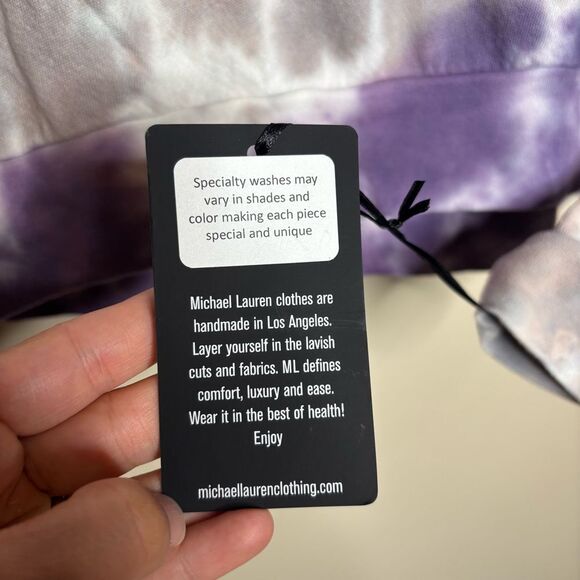 Specialty washes may
vary in shades and
color making each piece
special and unique
Michael Lauren clothes are
handmade in Los Angeles.
Layer yourself in the lavish
cuts and fabrics. ML defines
comfort, luxury and ease.
Wear it in the best of health!
Enjoy
michaellaurenclothing.com